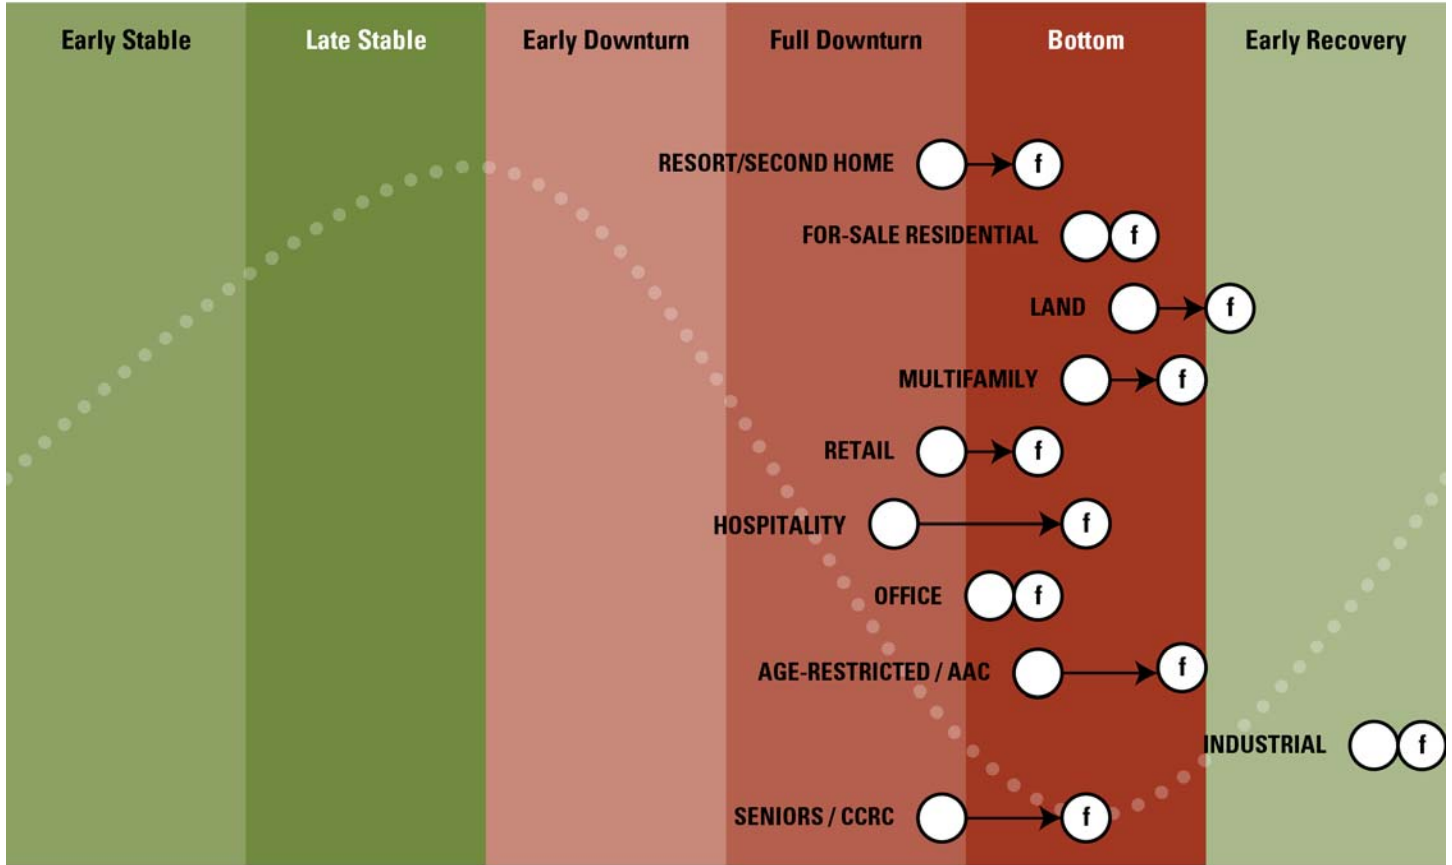 Early Stable
Late Stable
Early Downturn
Full Downturn
Bottom
Early Recovery
RESORT/SECOND HOME f
FOR-SALE RESIDENTIAL f
LAND f
MULTIFAMILY f
RETAIL f
HOSPITALITY f
OFFICE f
AGE-RESTRICTED / AAC f
INDUSTRIAL f
SENIORS / CCRC f